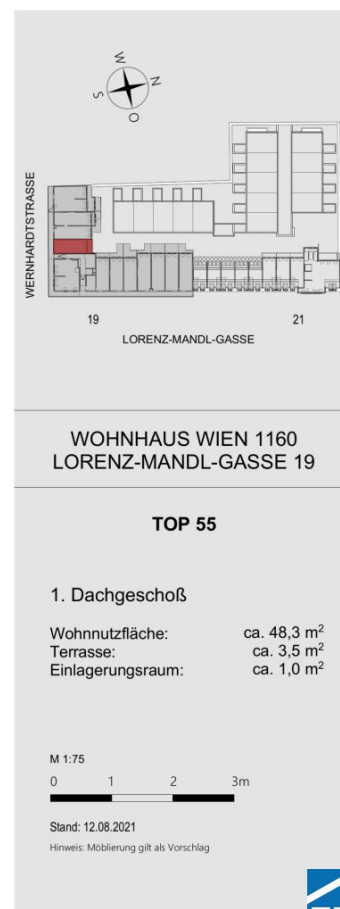 W
N
S
O
WERNHARDTSTRASSE
19
21
LORENZ-MANDL-GASSE
WOHNHAUS WIEN 1160
LORENZ-MANDL-GASSE 19
TOP 55
1. Dachgeschoß
Wohnnutzfläche: ca. 48,3 m²
Terrasse: ca. 3,5 m²
Einlagerungsraum: ca. 1,0 m²
M 1:75
0 1 2 3m
Stand: 12.08.2021
Hinweis: Möblierung gilt als Vorschlag